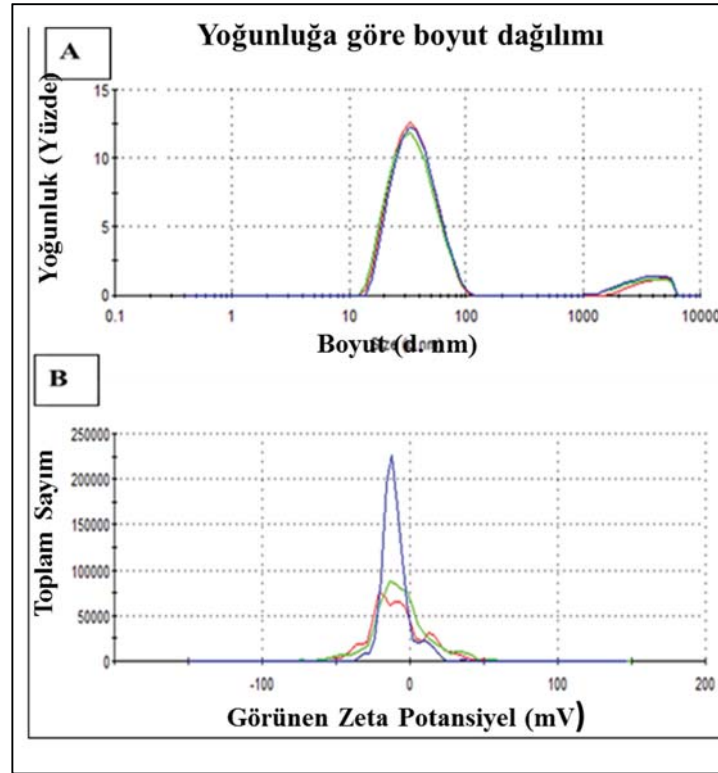 A
Yoğunluğa göre boyut dağılımı
Yoğunluk (Yüzde)
15
10
5
0
0.1 1 10 100 1000 10000
Boyut (d. nm)
B
Toplam Sayım
250000
200000
150000
100000
50000
0
-100 0 100 200
Görünen Zeta Potansiyel (mV)